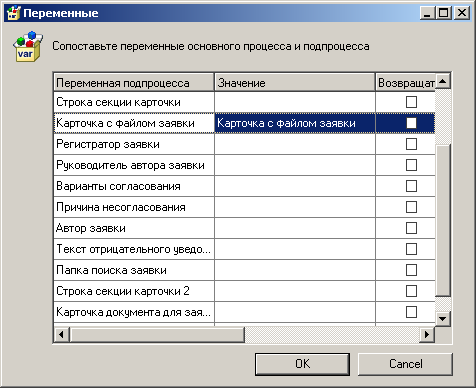 Переменные
var
Сопоставьте переменные основного процесса и подпроцесса
Переменная подпроцесса Значение Возвращат
Строка секции карточки
Карточка с файлом заявки Карточка с файлом заявки
Регистратор заявки
Руководитель автора заявки
Варианты согласования
Причина несогласования
Автор заявки
Текст отрицательного уведо...
Папка поиска заявки
Строка секции карточки 2
Карточка документа для зая...
OK Cancel